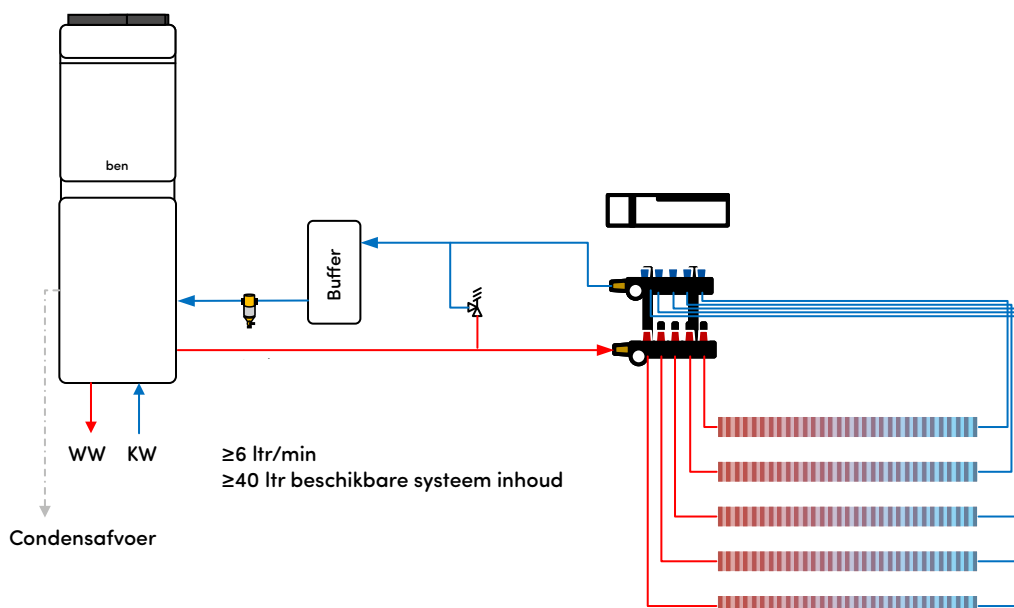 ben
Buffer
WW KW
≥6 ltr/min
≥40 ltr beschikbare systeem inhoud
Condensafvoer